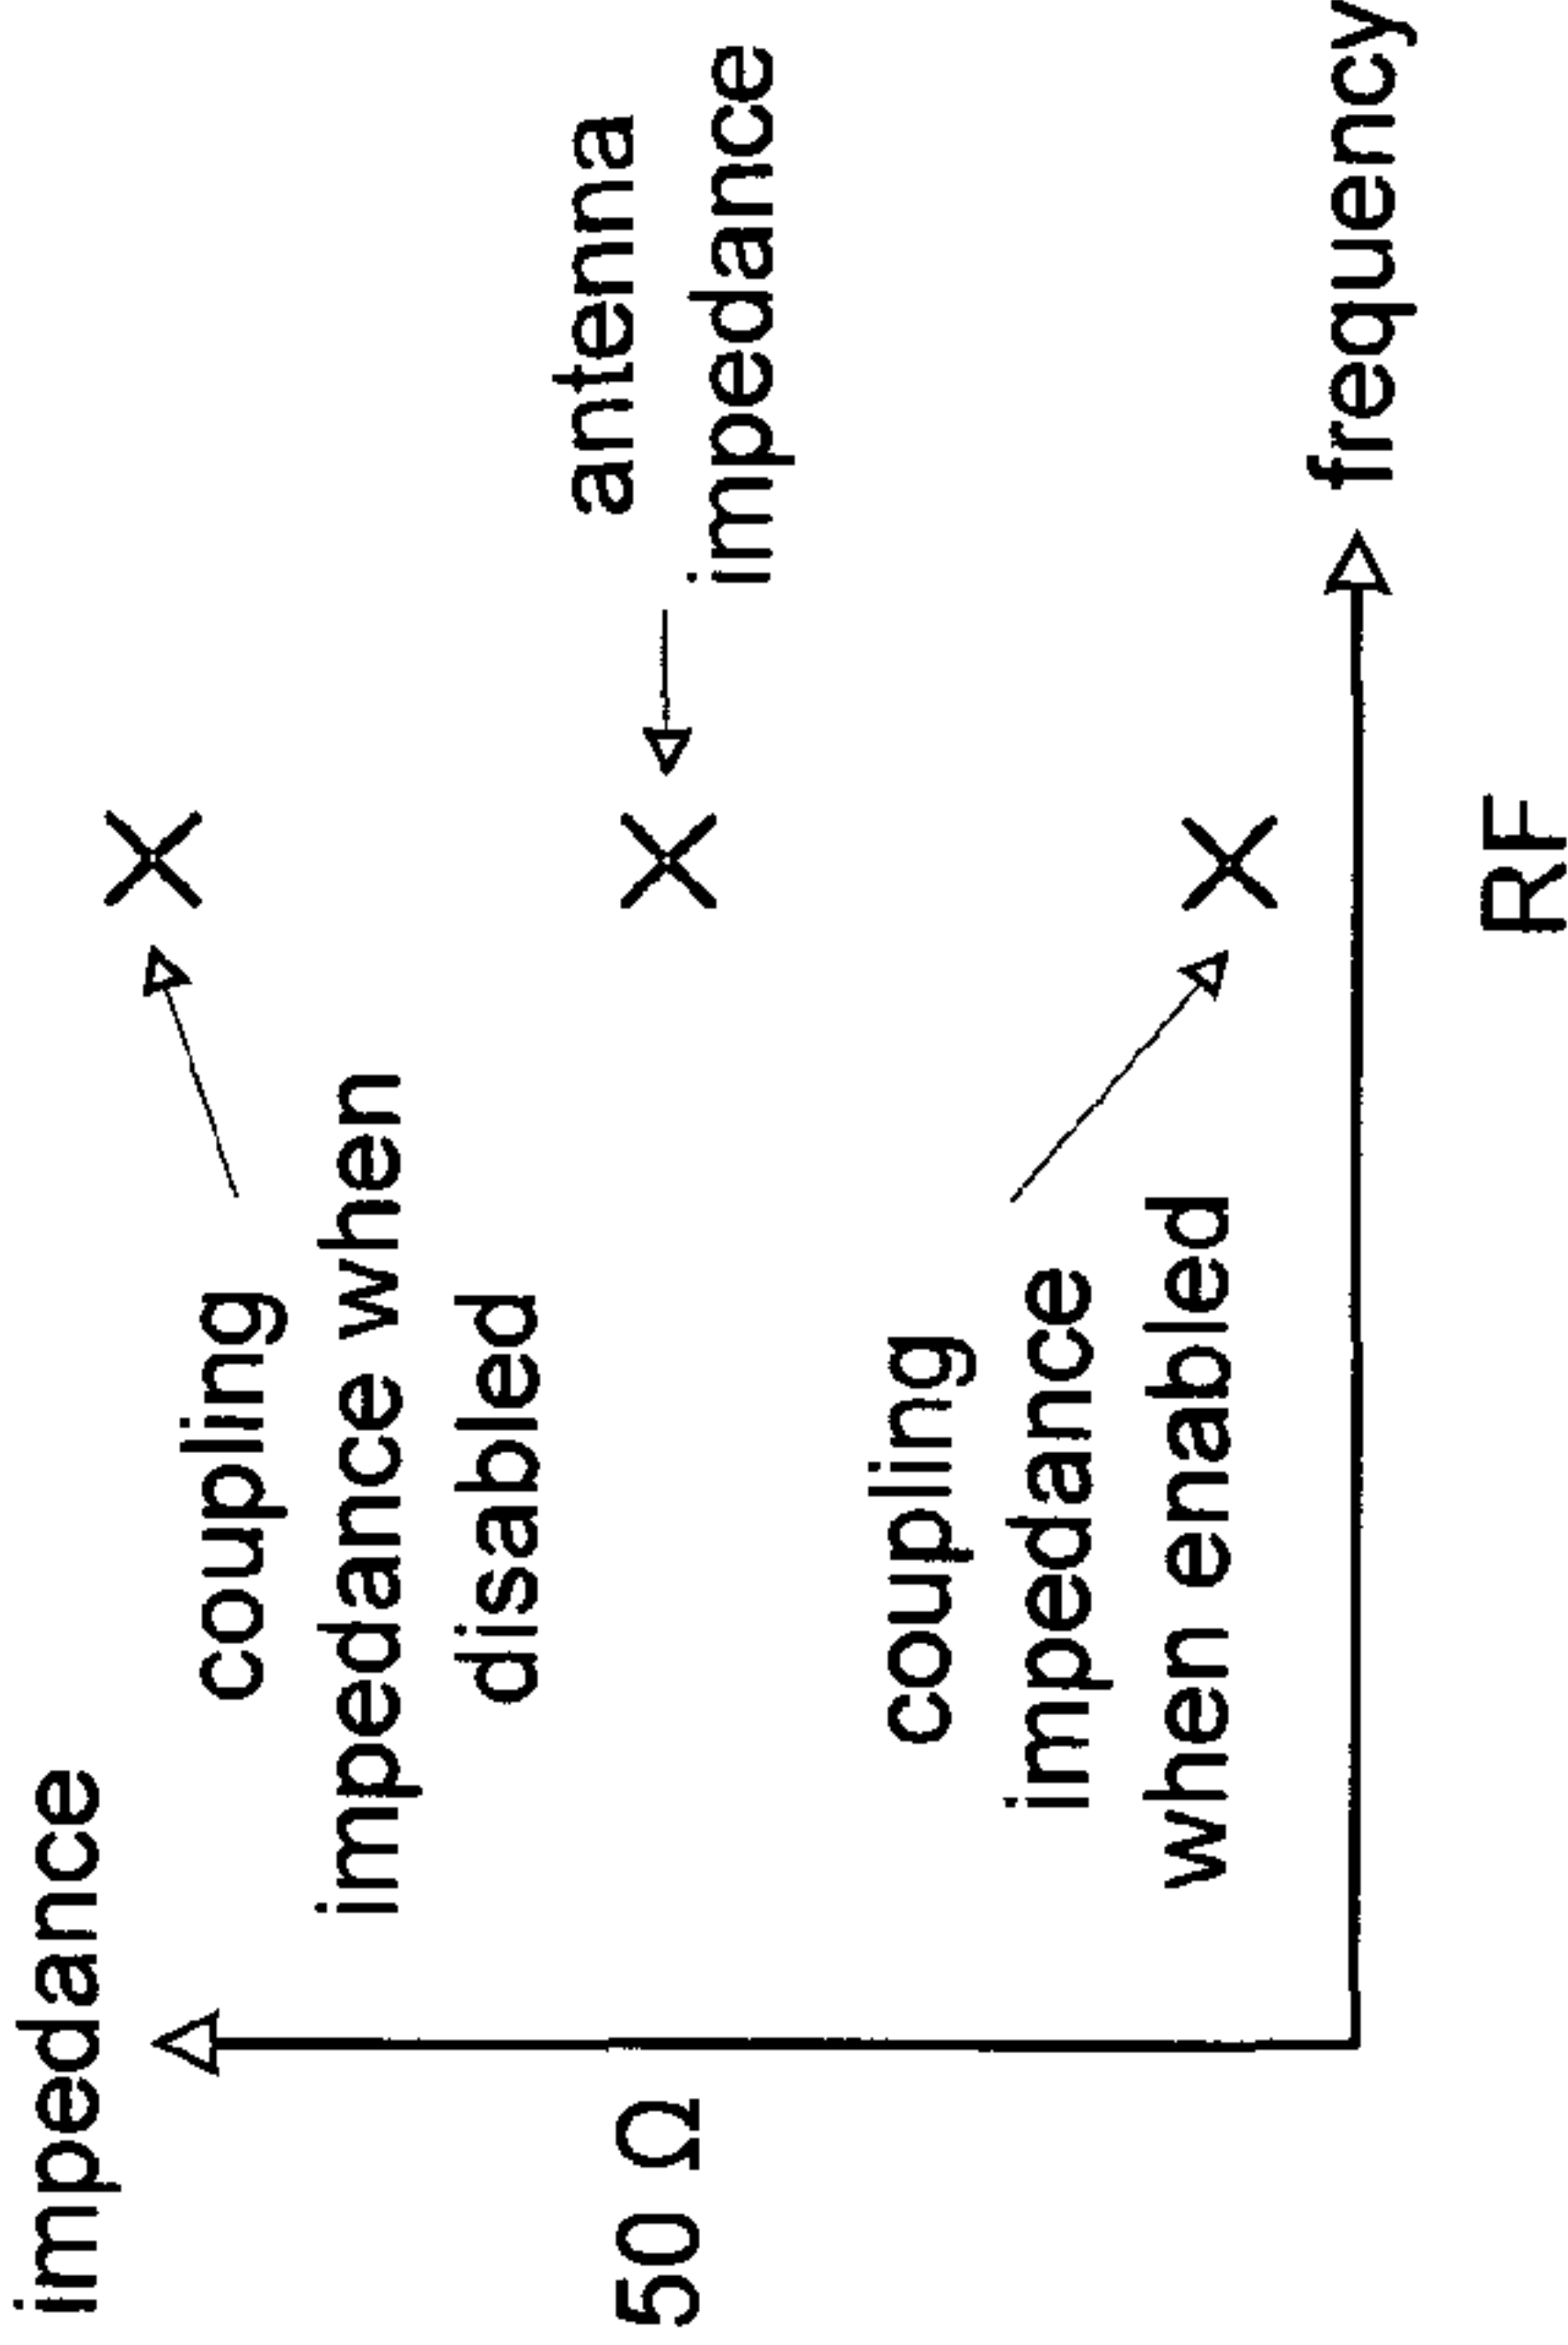 impedance
coupling
impedance when
disabled
antenna
impedance
50 Ω
coupling
impedance
when enabled
frequency
RF